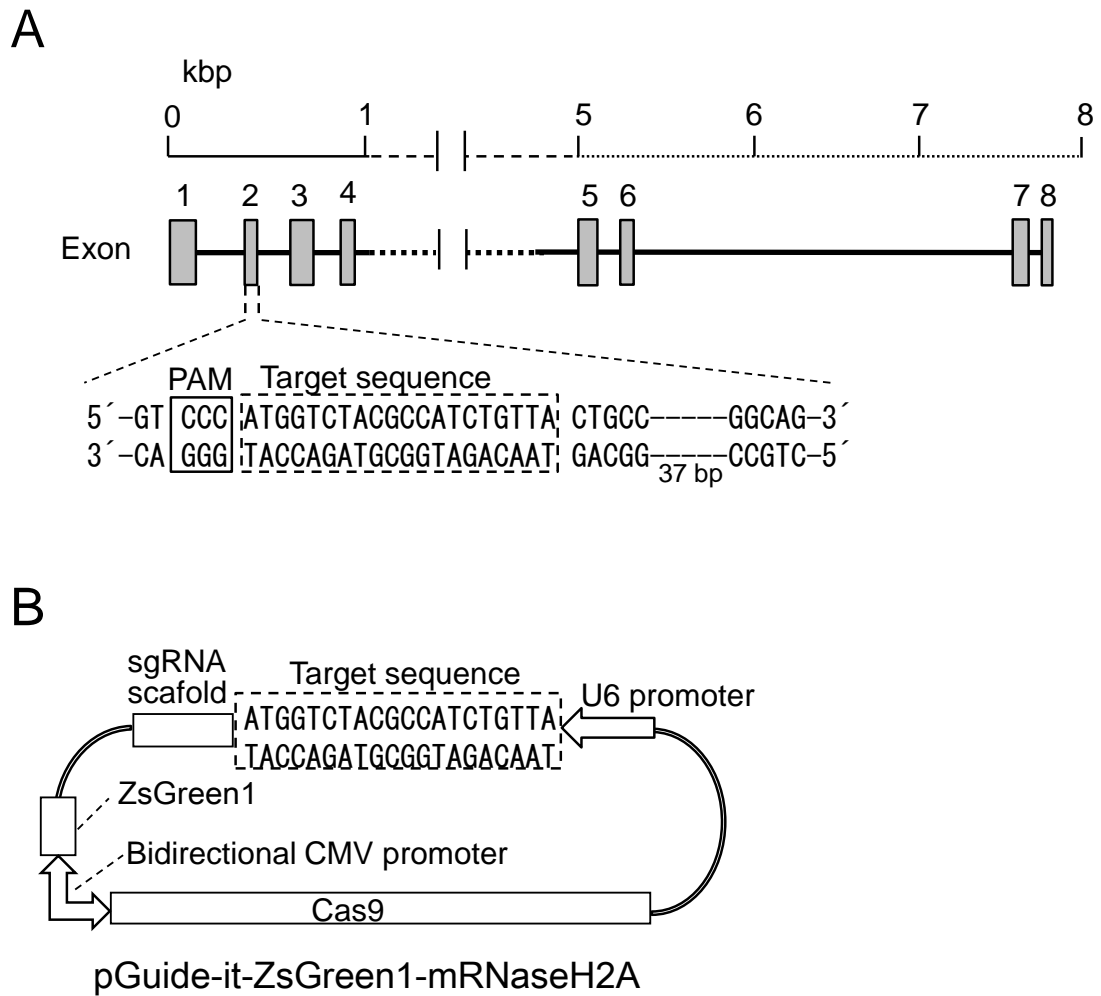 A
kbp
0 1 5 6 7 8
1 2 3 4 5 6 7 8
Exon
PAM Target sequence
5´-GT CCC ATGGTCTACGCCATCTGTTA CTGCC-----GGCAG-3´
3´-CA GGG TACCAGATGCGGTAGACAAT GACGG-----CCGTC-5´
37 bp
B
sgRNA
scafold
Target sequence
U6 promoter
ATGGTCTACGCCATCTGTTA
TACCAGATGCGGTAGACAAT
ZsGreen1
Bidirectional CMV promoter
Cas9
pGuide-it-ZsGreen1-mRNaseH2A